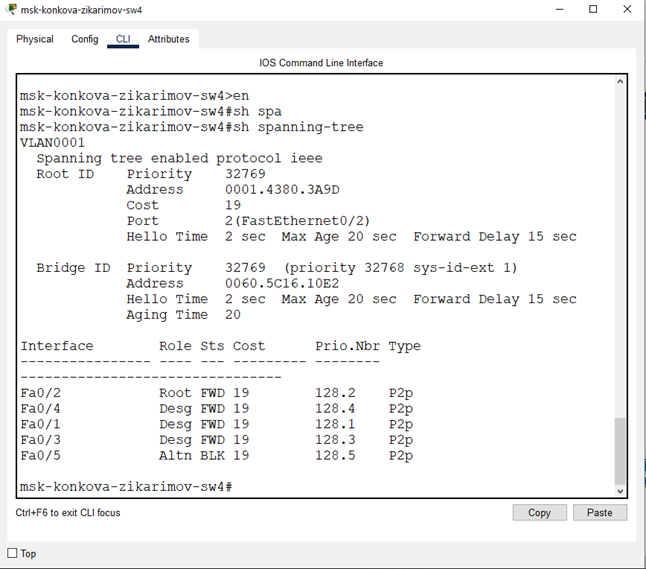 msk-konkova-zikarimov-sw4
Physical Config CLI Attributes
IOS Command Line Interface
msk-konkova-zikarimov-sw4>en
msk-konkova-zikarimov-sw4#sh spa
msk-konkova-zikarimov-sw4#sh spanning-tree
VLAN0001
  Spanning tree enabled protocol ieee
  Root ID    Priority    32769
             Address     0001.4380.3A9D
             Cost        19
             Port        2(FastEthernet0/2)
             Hello Time  2 sec  Max Age 20 sec  Forward Delay 15 sec
  Bridge ID  Priority    32769  (priority 32768 sys-id-ext 1)
             Address     0060.5C16.10E2
             Hello Time  2 sec  Max Age 20 sec  Forward Delay 15 sec
             Aging Time  20
Interface        Role Sts Cost      Prio.Nbr Type
---------------- ---- --- --------- --------
--------------------------------
Fa0/2            Root FWD 19        128.2    P2p
Fa0/4            Desg FWD 19        128.4    P2p
Fa0/1            Desg FWD 19        128.1    P2p
Fa0/3            Desg FWD 19        128.3    P2p
Fa0/5            Altn BLK 19        128.5    P2p
msk-konkova-zikarimov-sw4#
Ctrl+F6 to exit CLI focus Copy Paste
Top